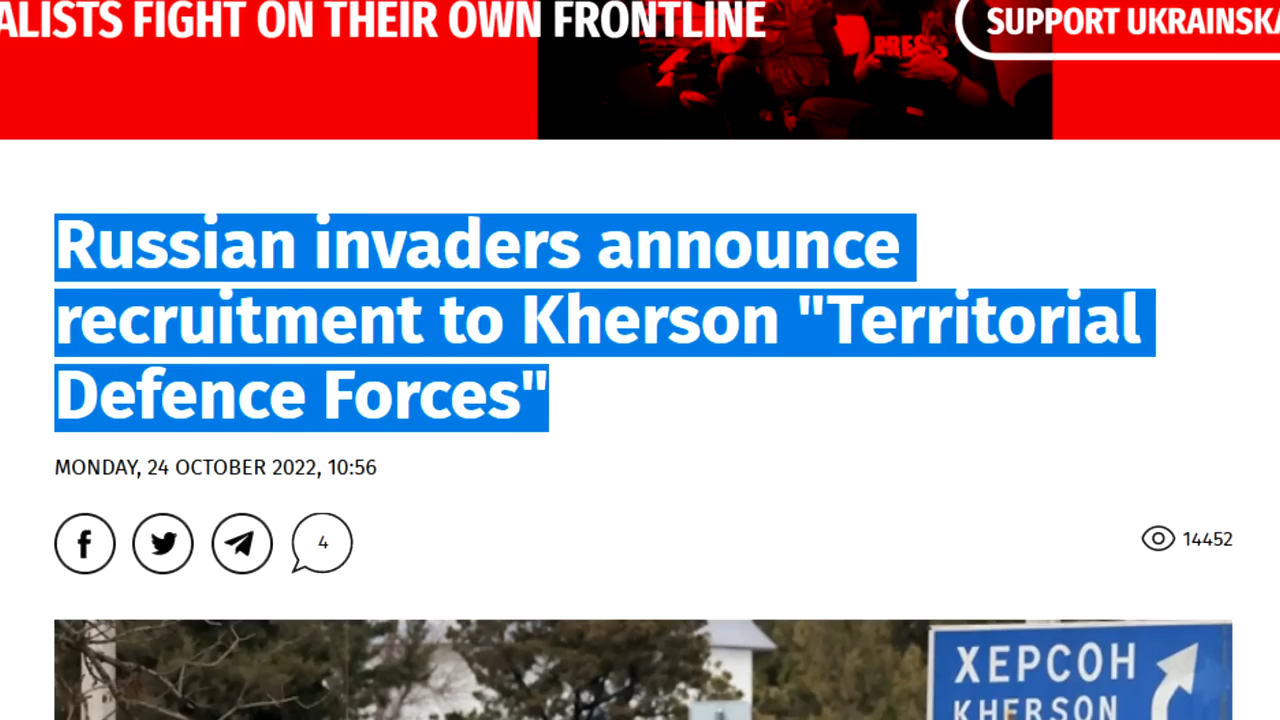 ALISTS FIGHT ON THEIR OWN FRONTLINE
SUPPORT UKRAINSKA
PRESS
Russian invaders announce
recruitment to Kherson "Territorial
Defence Forces"
MONDAY, 24 OCTOBER 2022, 10:56
4
14452
ХЕРСОН
KHERSON